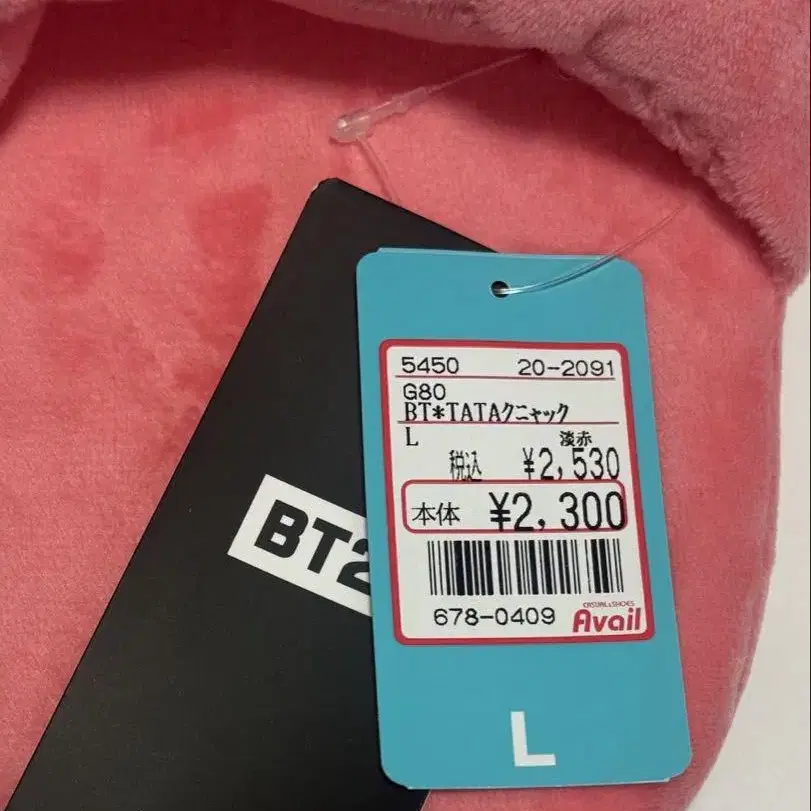 BT2
5450 20-2091
G80
BT*TATAクニャック
L 淡赤
税込 ¥2,530
本体 ¥2,300
678-0409
CASUAL&SHOES
Avail
L